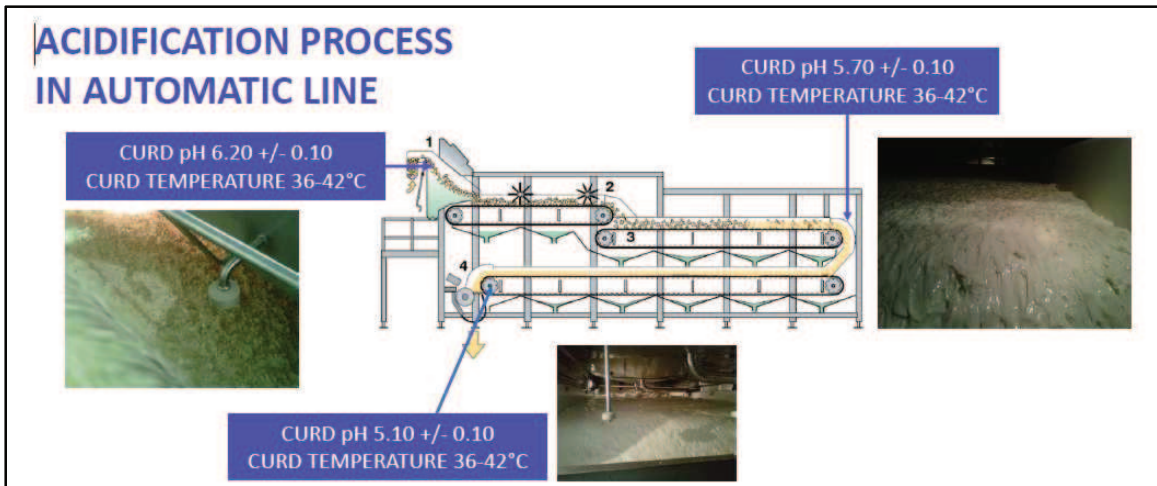 ACIDIFICATION PROCESS
IN AUTOMATIC LINE
CURD pH 5.70 +/- 0.10
CURD TEMPERATURE 36-42°C
CURD pH 6.20 +/- 0.10
CURD TEMPERATURE 36-42°C
1
2
3
4
CURD pH 5.10 +/- 0.10
CURD TEMPERATURE 36-42°C